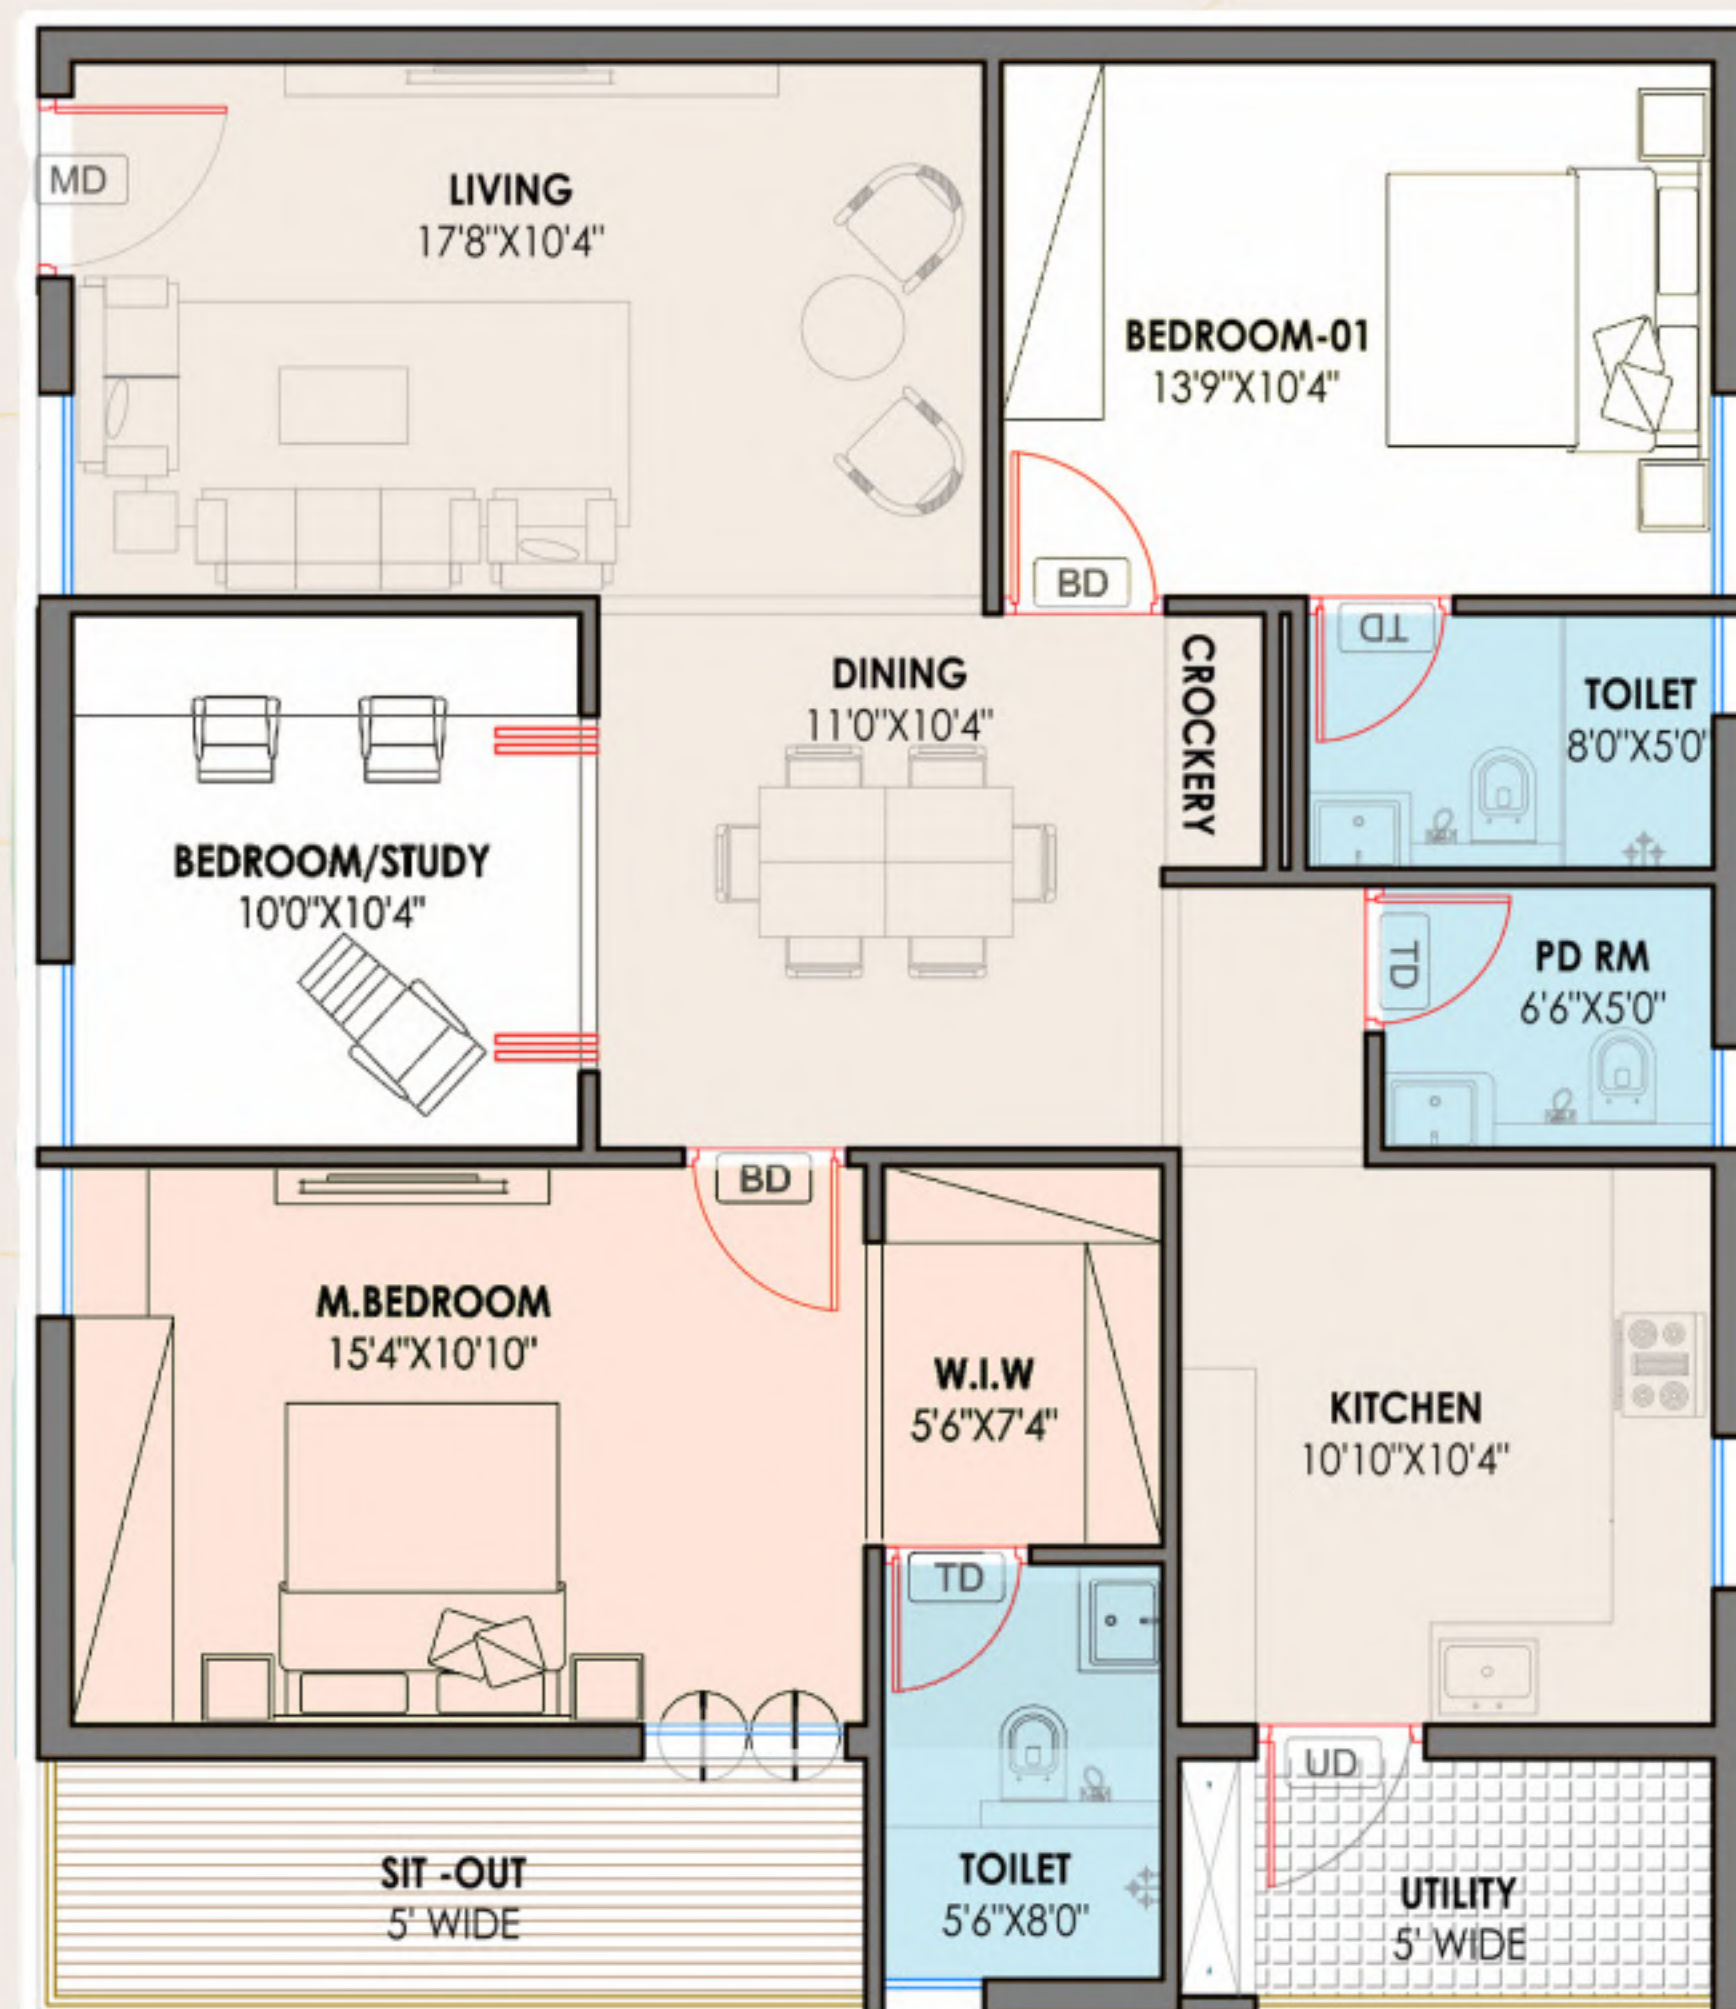 MD
LIVING
17'8"X10'4"
BEDROOM-01
13'9"X10'4"
BD
TD
CROCKERY
DINING
11'0"X10'4"
TOILET
8'0"X5'0"
BEDROOM/STUDY
10'0"X10'4"
TD
PD RM
6'6"X5'0"
BD
M.BEDROOM
15'4"X10'10"
W.I.W
5'6"X7'4"
KITCHEN
10'10"X10'4"
TD
UD
SIT -OUT
5' WIDE
TOILET
5'6"X8'0"
UTILITY
5' WIDE